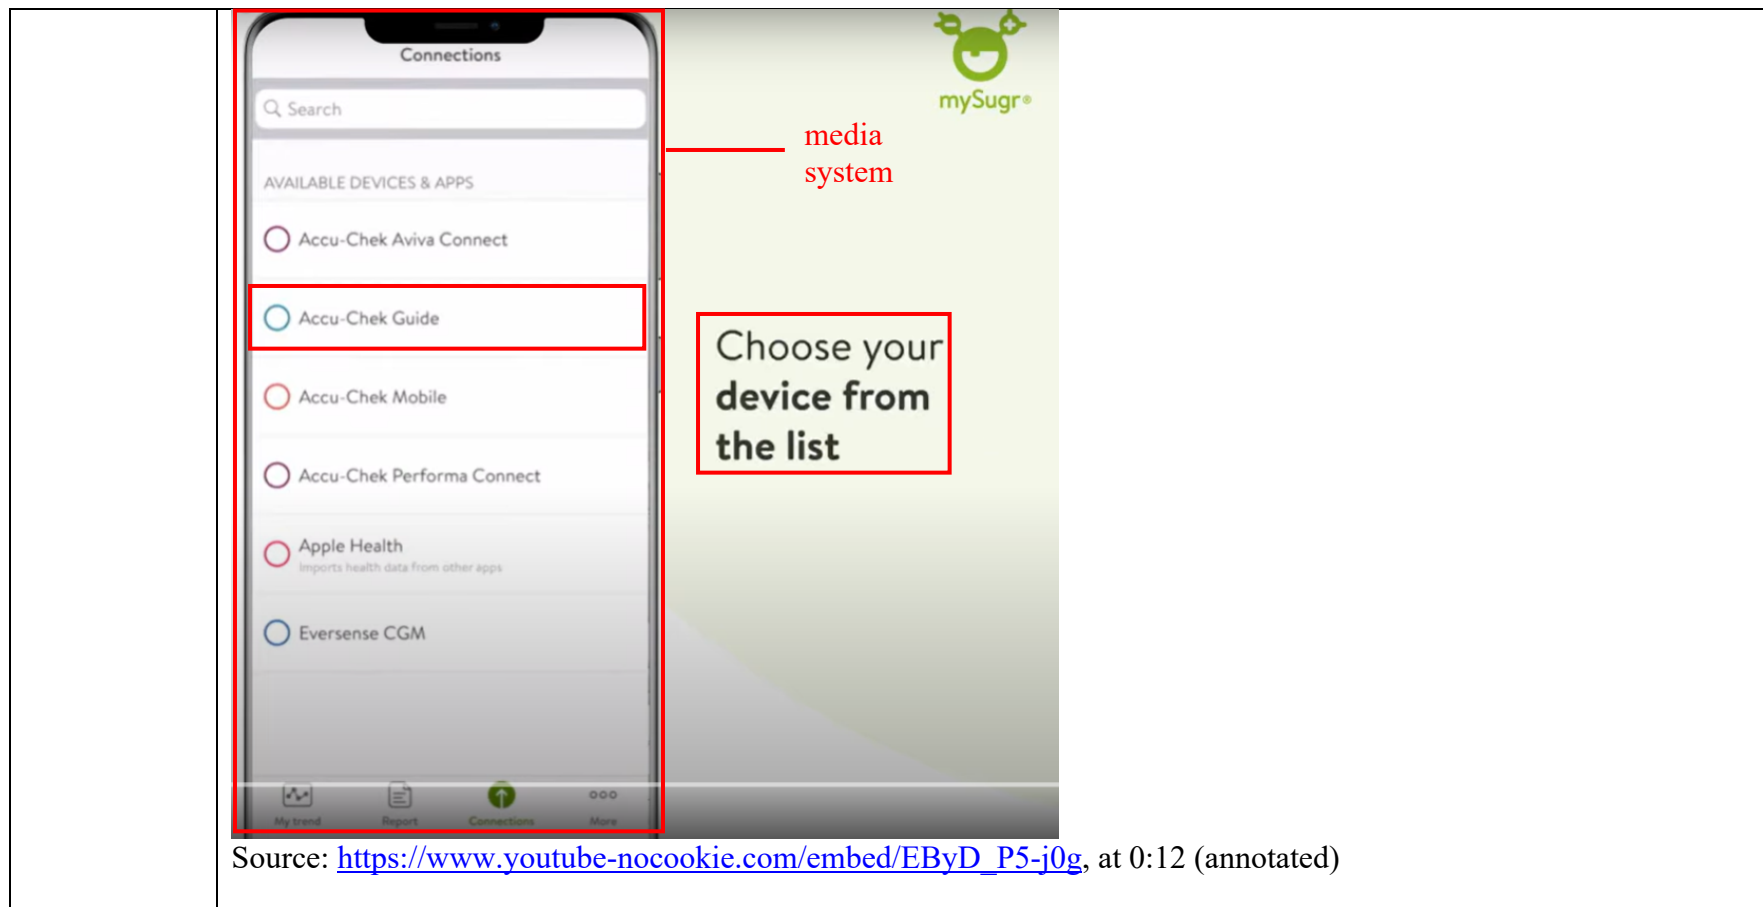 Connections
Search
AVAILABLE DEVICES & APPS
Accu-Chek Aviva Connect
Accu-Chek Guide
Accu-Chek Mobile
Accu-Chek Performa Connect
Apple Health
Imports health data from other apps
Eversense CGM
My trend Report Connections More
mySugr®
media
system
Choose your
device from
the list
Source: https://www.youtube-nocookie.com/embed/EByD_P5-j0g, at 0:12 (annotated)